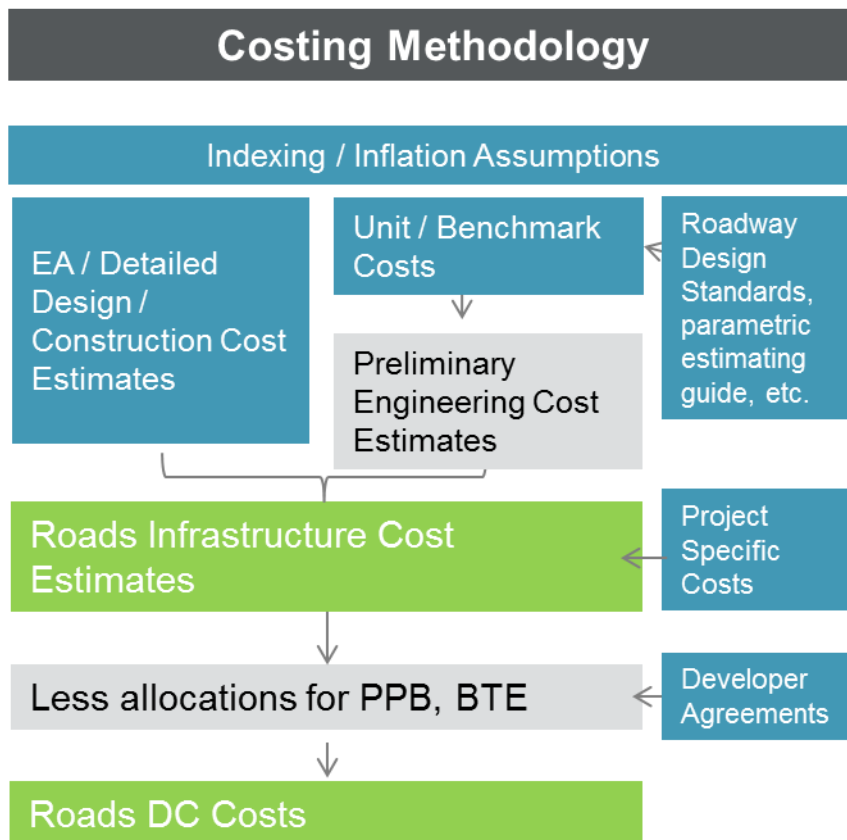 Costing Methodology
Indexing / Inflation Assumptions
EA / Detailed
Design /
Construction Cost
Estimates
Unit / Benchmark
Costs
Roadway
Design
Standards,
parametric
estimating
guide, etc.
Preliminary
Engineering Cost
Estimates
Roads Infrastructure Cost
Estimates
Project
Specific
Costs
Less allocations for PPB, BTE
Developer
Agreements
Roads DC Costs